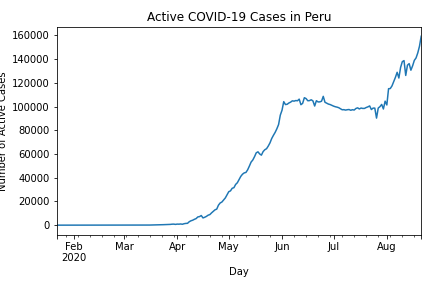 Active COVID-19 Cases in Peru
Number of Active Cases
160000
140000
120000
100000
80000
60000
40000
20000
0
Feb
2020
Mar
Apr
May
Jun
Jul
Aug
Day